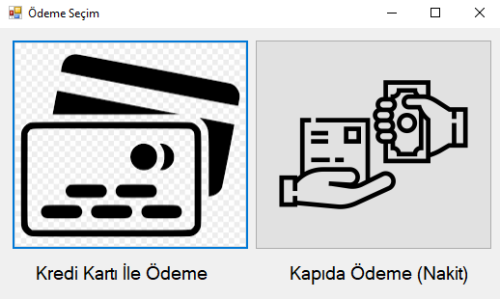 Ödeme Seçim
Kredi Kartı İle Ödeme
Kapıda Ödeme (Nakit)